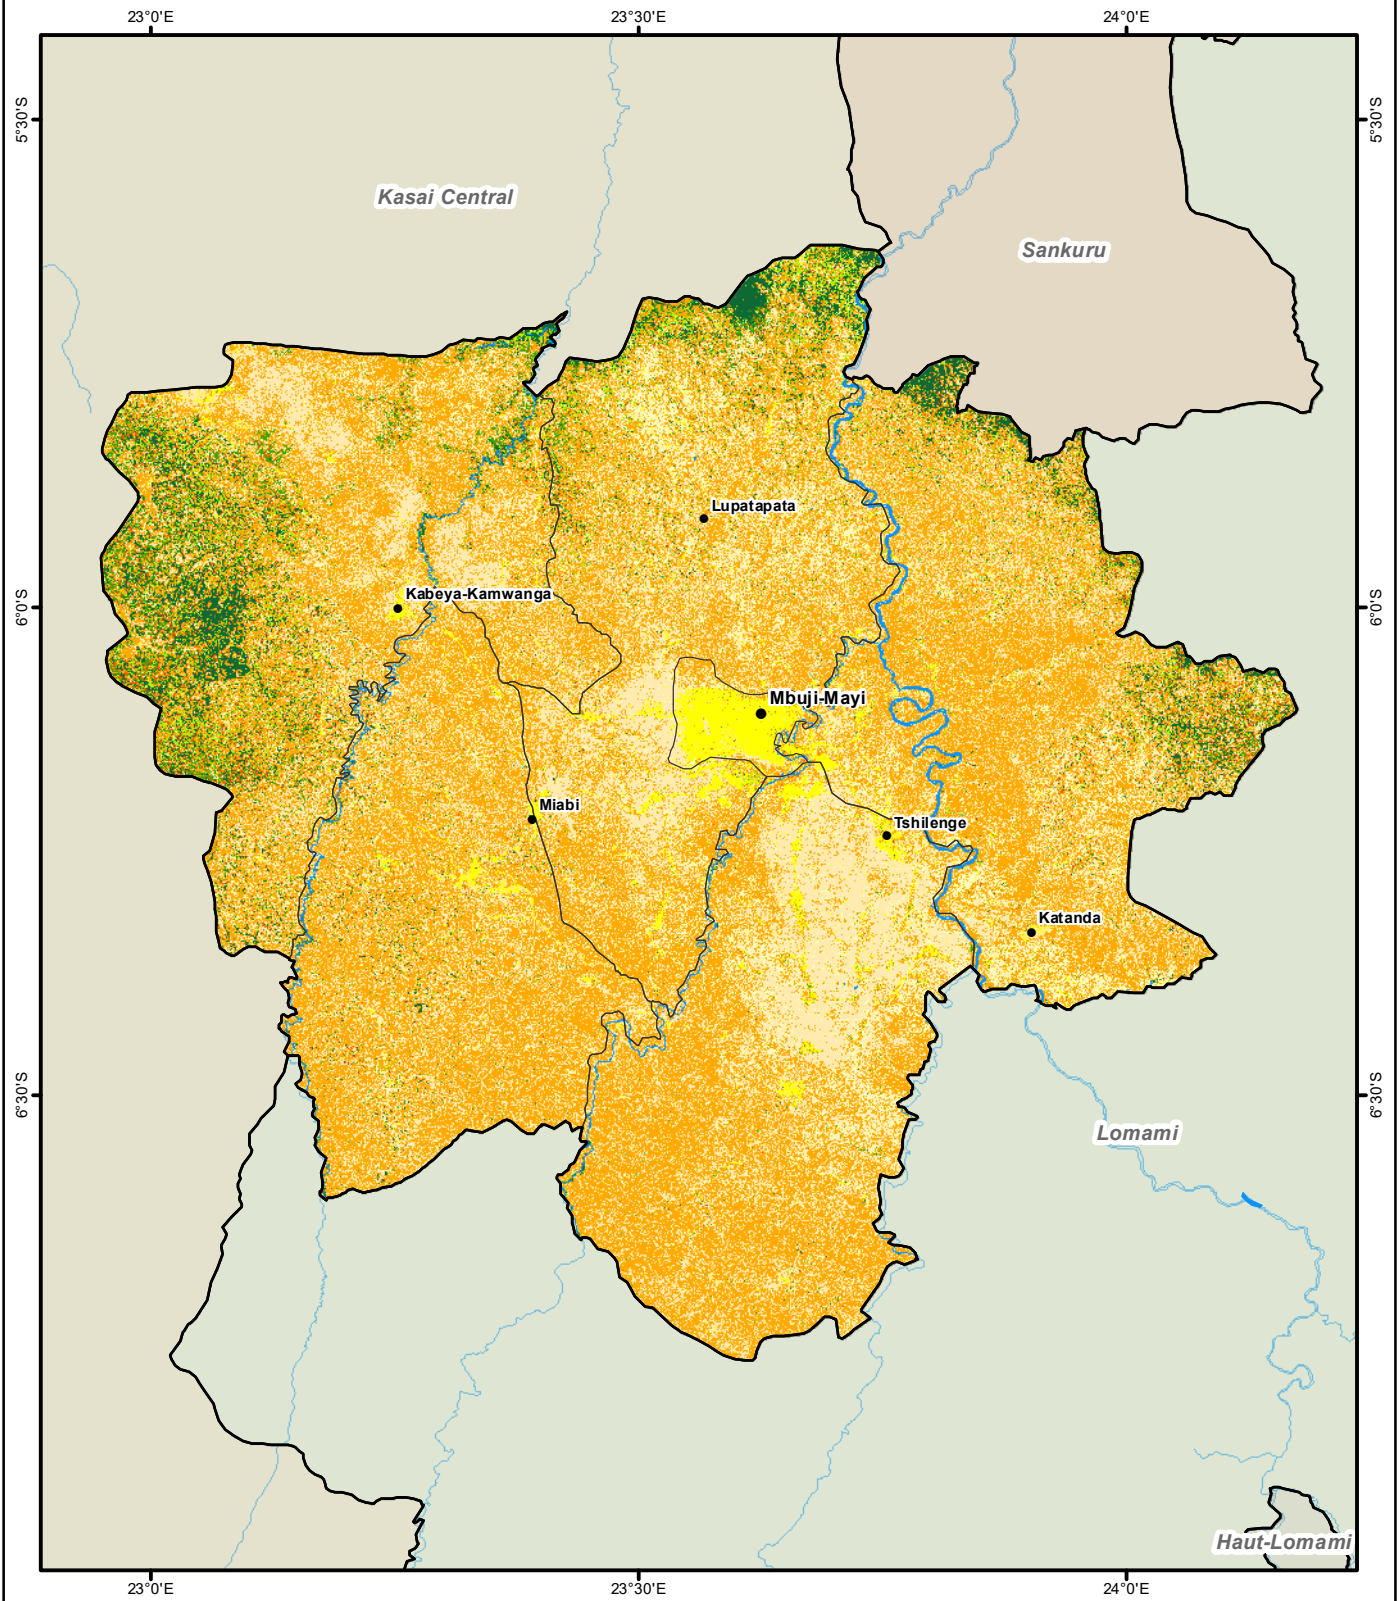 23°0'E
23°30'E
24°0'E
5°30'S
5°30'S
Kasai Central
Sankuru
Lupatapata
Kabeya-Kamwanga
6°0'S
6°0'S
Mbuji-Mayi
Miabi
Tshilenge
Katanda
6°30'S
6°30'S
Lomami
Haut-Lomami
23°0'E
23°30'E
24°0'E